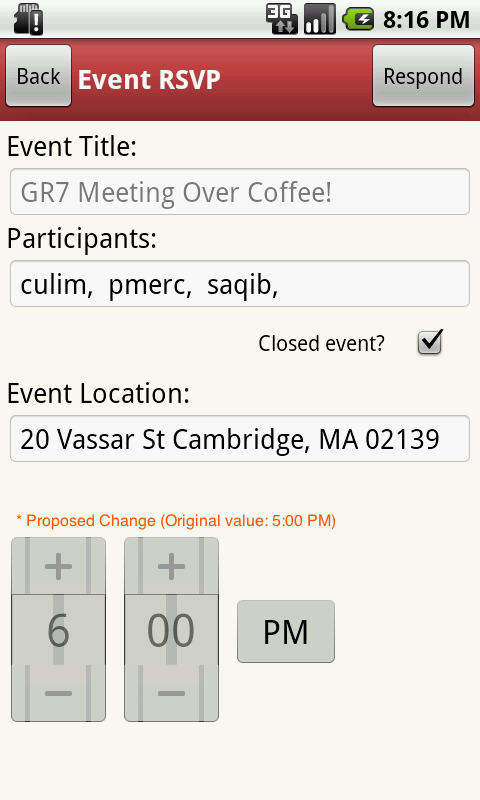 3G 8:16 PM
Back Event RSVP Respond
Event Title:
GR7 Meeting Over Coffee!
Participants:
culim, pmerc, saqib,
Closed event?
Event Location:
20 Vassar St Cambridge, MA 02139
* Proposed Change (Original value: 5:00 PM)
+ +
6 00 PM
− −